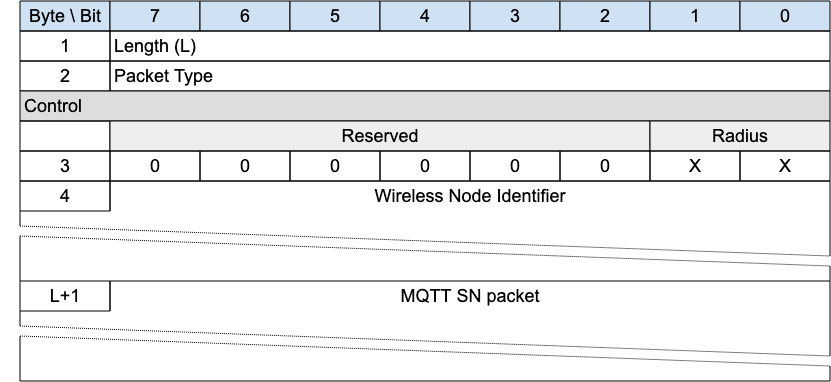 Byte \ Bit 7 6 5 4 3 2 1 0
1 Length (L)
2 Packet Type
Control
Reserved Radius
3 0 0 0 0 0 0 X X
4 Wireless Node Identifier
L+1 MQTT SN packet